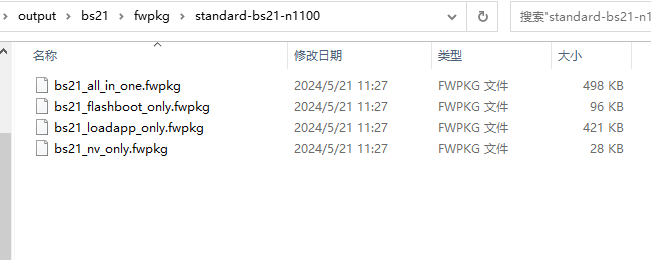 output > bs21 > fwpkg > standard-bs21-n1100 搜索"standard-bs21-n
名称 修改日期 类型 大小
bs21_all_in_one.fwpkg 2024/5/21 11:27 FWPKG 文件 498 KB
bs21_flashboot_only.fwpkg 2024/5/21 11:27 FWPKG 文件 96 KB
bs21_loadapp_only.fwpkg 2024/5/21 11:27 FWPKG 文件 421 KB
bs21_nv_only.fwpkg 2024/5/21 11:27 FWPKG 文件 28 KB